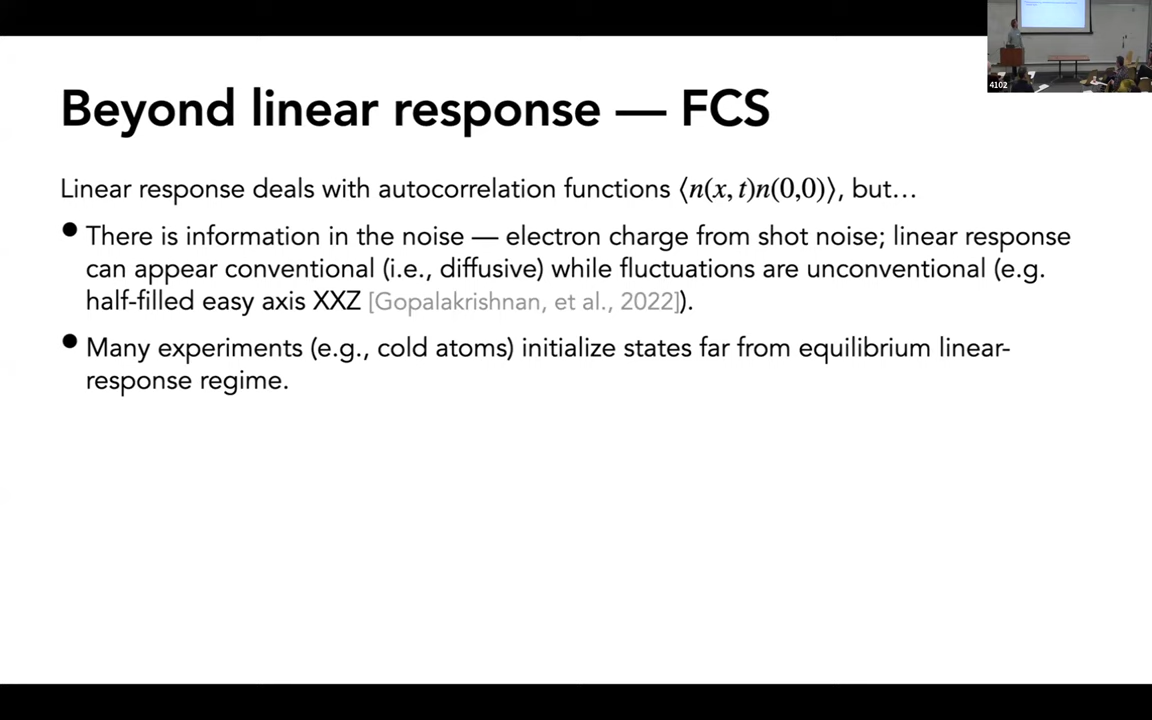 Beyond linear response — FCS
Linear response deals with autocorrelation functions ⟨n(x, t)n(0,0)⟩, but…
• There is information in the noise — electron charge from shot noise; linear response
can appear conventional (i.e., diffusive) while fluctuations are unconventional (e.g.
half-filled easy axis XXZ [Gopalakrishnan, et al., 2022]).
• Many experiments (e.g., cold atoms) initialize states far from equilibrium linear-
response regime.
4102